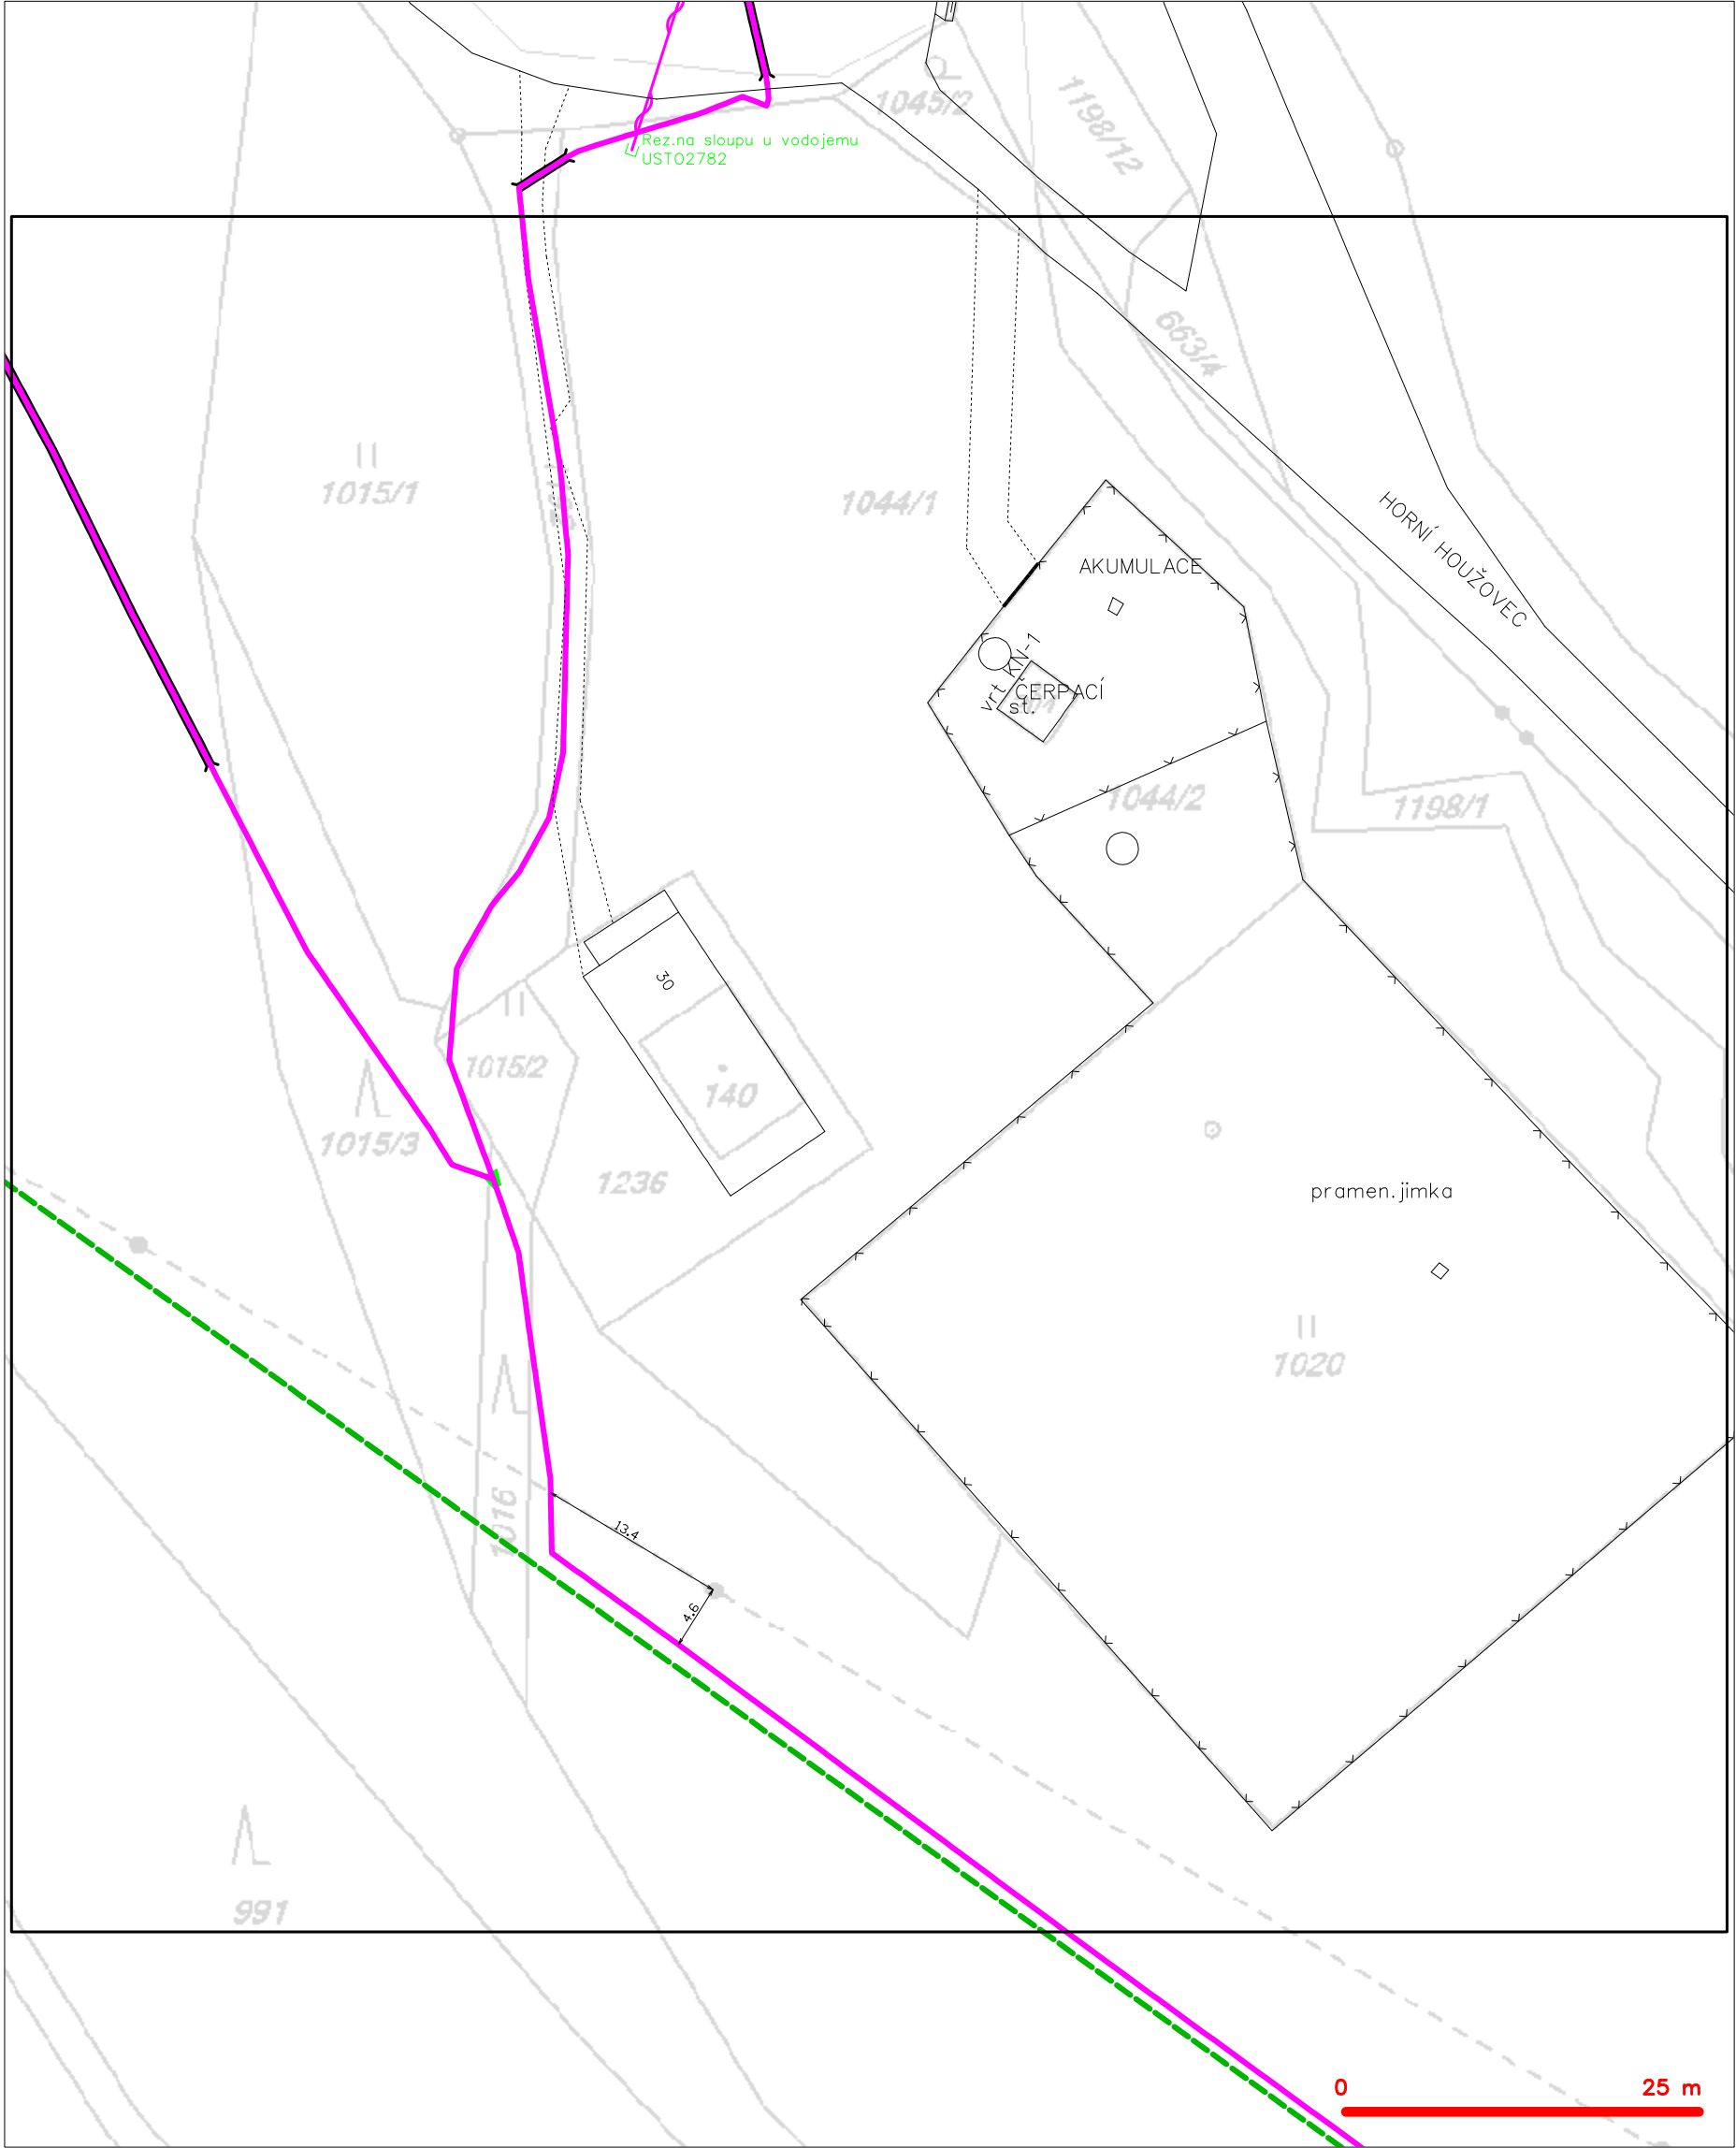 1045/2
1198/12
Rez.na sloupu u vodojemu
UST02782
663/4
1015/1
1044/1
HORNÍ HOUŽOVEC
AKUMULACE
vrt KN-1
ČERPACÍ
st.
1044/2
1198/1
30
1015/2
140
1015/3
1236
pramen.jimka
1020
1016
13.4
4.6
991
0 25 m